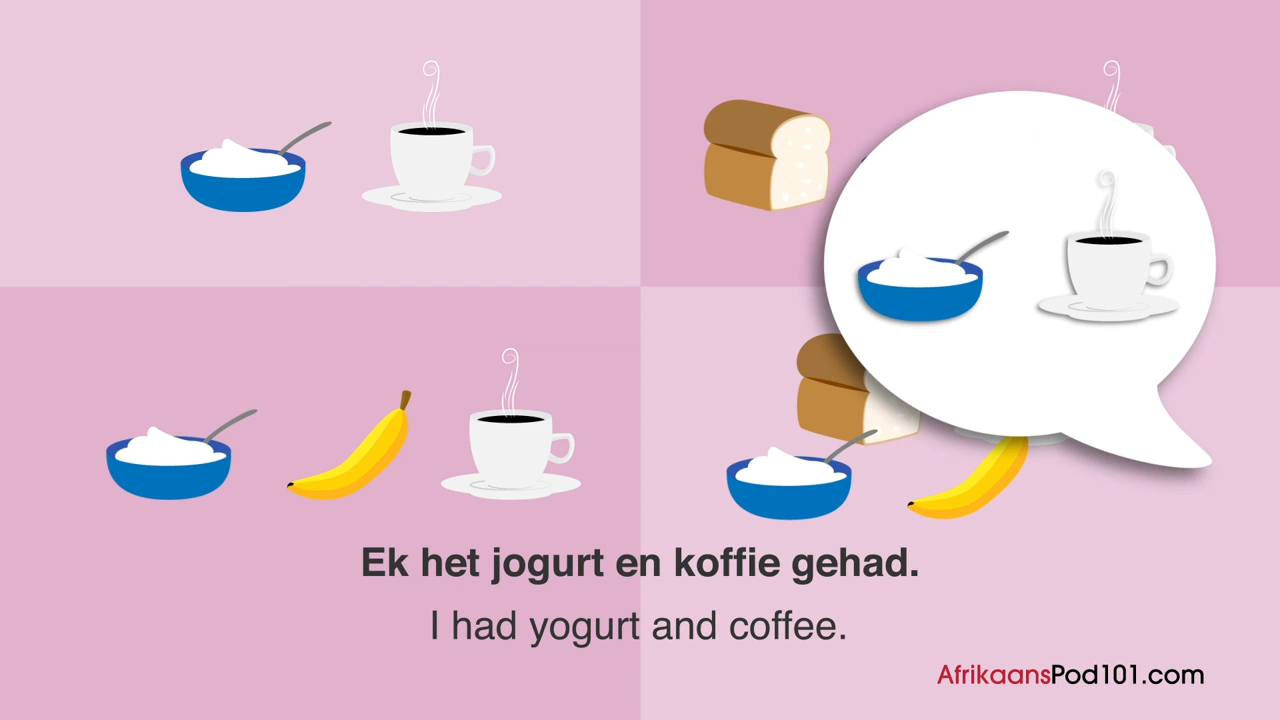 Ek het jogurt en koffie gehad.
I had yogurt and coffee.
AfrikaansPod101.com